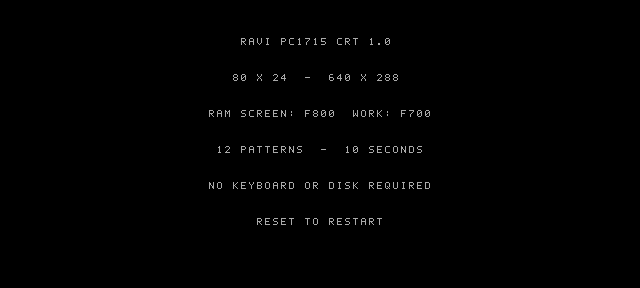 RAVI PC1715 CRT 1.0
80 X 24  -  640 X 288
RAM SCREEN: F800  WORK: F700
12 PATTERNS  -  10 SECONDS
NO KEYBOARD OR DISK REQUIRED
RESET TO RESTART